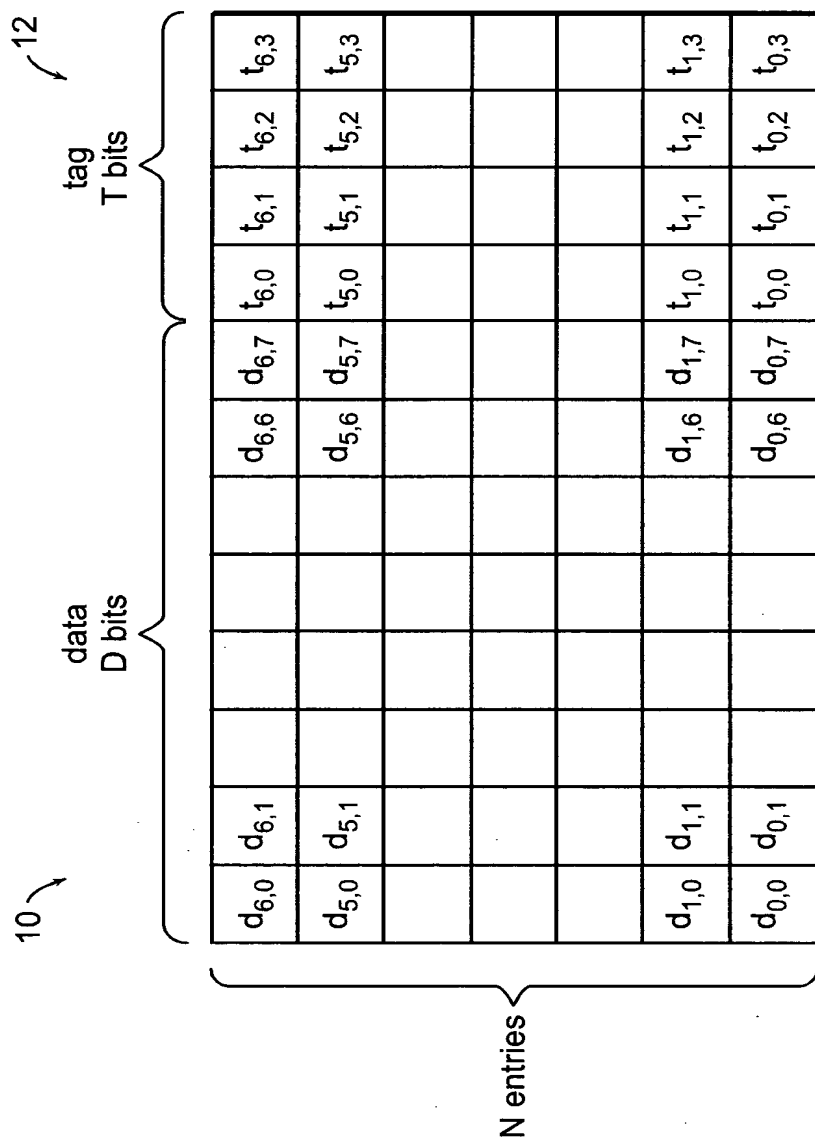 10
data
D bits
tag
T bits
12
N entries
d6,0 d6,1 d6,6 d6,7 t6,0 t6,1 t6,2 t6,3
d5,0 d5,1 d5,6 d5,7 t5,0 t5,1 t5,2 t5,3
d1,0 d1,1 d1,6 d1,7 t1,0 t1,1 t1,2 t1,3
d0,0 d0,1 d0,6 d0,7 t0,0 t0,1 t0,2 t0,3